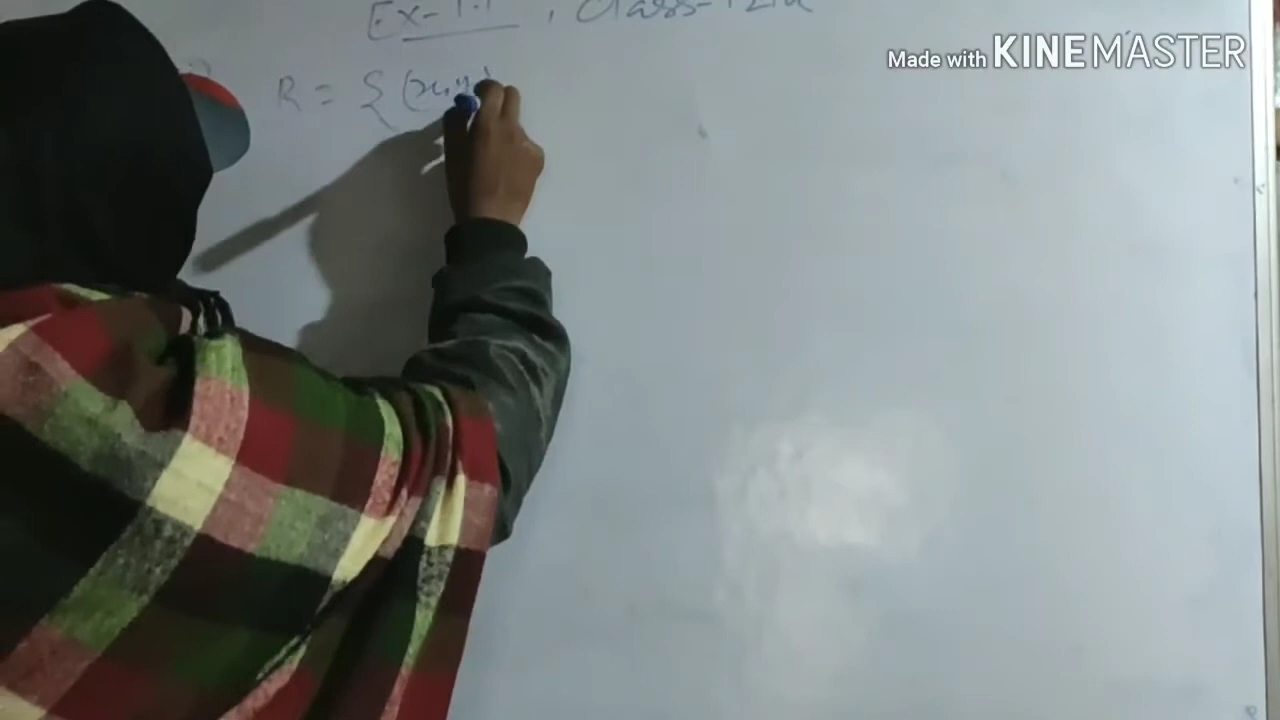 Ex-1.1, Class-12th
Made with KINEMASTER
R = { (x,y)